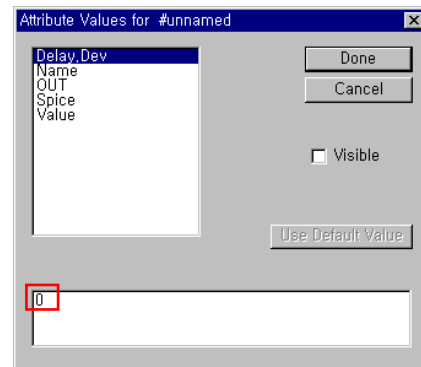 Attribute Values for #unnamed
Delay,Dev
Name
OUT
Spice
Value
Done
Cancel
Visible
Use Default Value
0